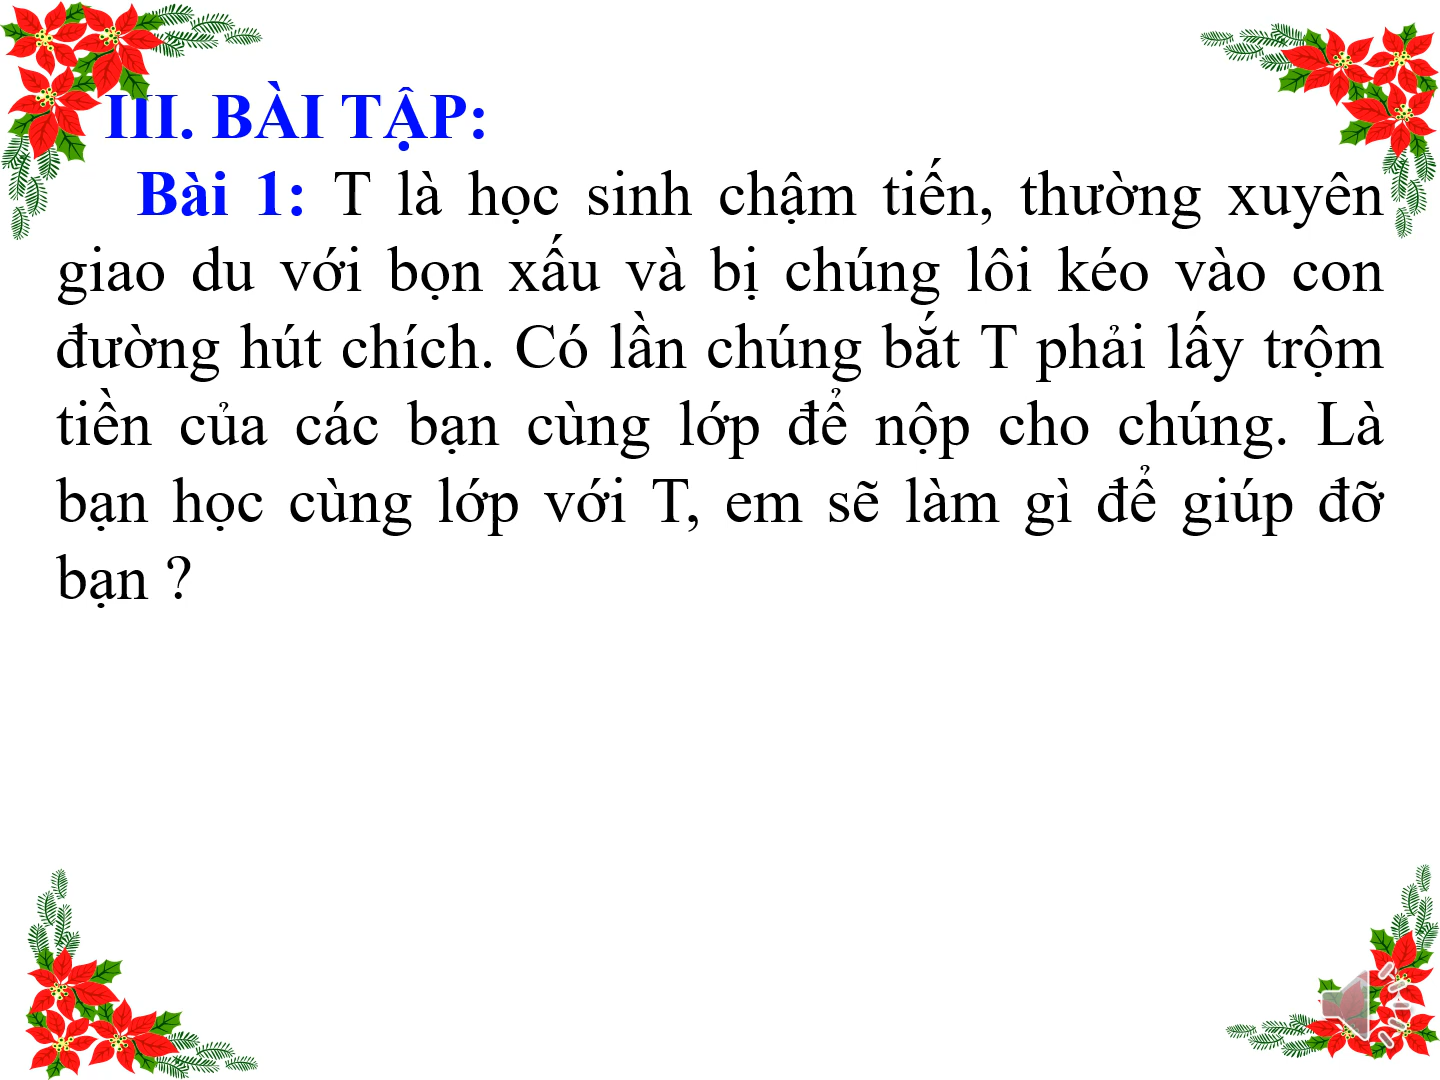 III. BÀI TẬP:
Bài 1: T là học sinh chậm tiến, thường xuyên
giao du với bọn xấu và bị chúng lôi kéo vào con
đường hút chích. Có lần chúng bắt T phải lấy trộm
tiền của các bạn cùng lớp để nộp cho chúng. Là
bạn học cùng lớp với T, em sẽ làm gì để giúp đỡ
bạn ?